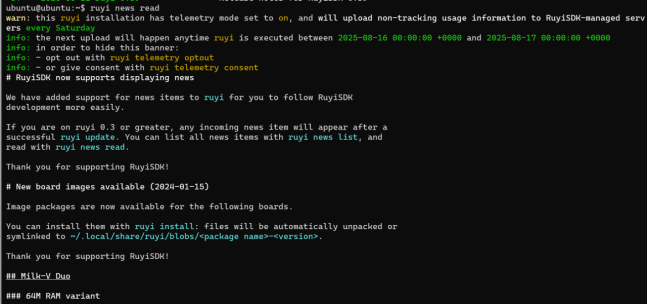 ubuntu@ubuntu:~$ ruyi news read
warn: this ruyi installation has telemetry mode set to on, and will upload non-tracking usage information to RuyiSDK-managed serv
ers every Saturday
info: the next upload will happen anytime ruyi is executed between 2025-08-16 00:00:00 +0000 and 2025-08-17 00:00:00 +0000
info: in order to hide this banner:
info: - opt out with ruyi telemetry optout
info: - or give consent with ruyi telemetry consent
# RuyiSDK now supports displaying news
We have added support for news items to ruyi for you to follow RuyiSDK
development more easily.
If you are on ruyi 0.3 or greater, any incoming news item will appear after a
successful ruyi update. You can list all news items with ruyi news list, and
read with ruyi news read.
Thank you for supporting RuyiSDK!
# New board images available (2024-01-15)
Image packages are now available for the following boards.
You can install them with ruyi install: files will be automatically unpacked or
symlinked to ~/.local/share/ruyi/blobs/<package name>-<version>.
Thank you for supporting RuyiSDK!
## Milk-V Duo
### 64M RAM variant